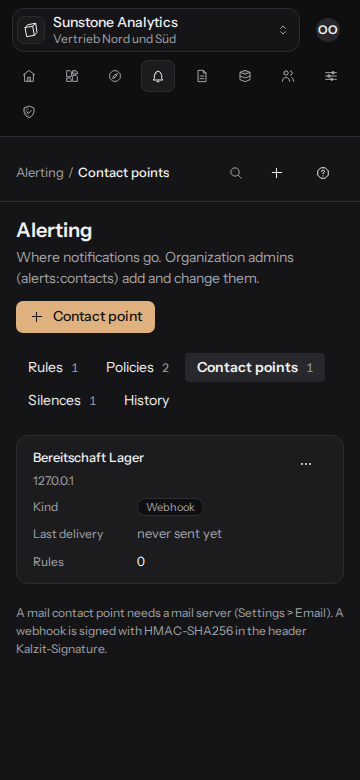 Sunstone Analytics
Vertrieb Nord und Süd
OO
Alerting / Contact points
Alerting
Where notifications go. Organization admins
(alerts:contacts) add and change them.
Contact point
Rules 1 Policies 2 Contact points 1
Silences 1 History
Bereitschaft Lager
127.0.0.1
Kind Webhook
Last delivery never sent yet
Rules 0
A mail contact point needs a mail server (Settings > Email). A
webhook is signed with HMAC-SHA256 in the header
Kalzit-Signature.